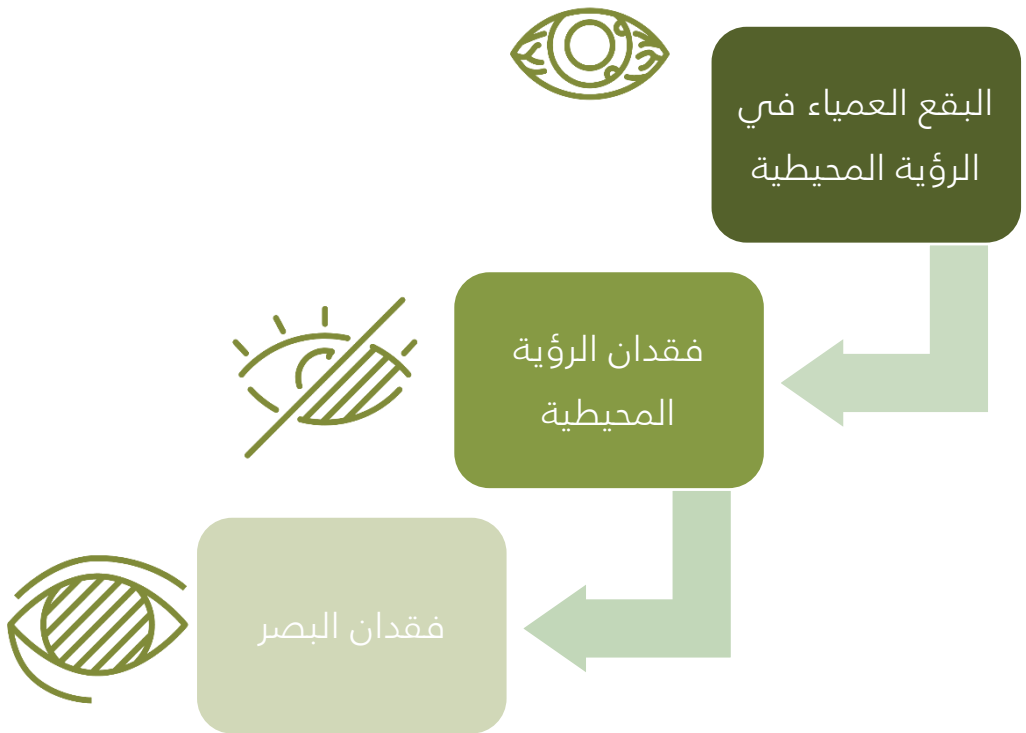 البقع العمياء في
الرؤية المحيطية
فقدان الرؤية
المحيطية
فقدان البصر